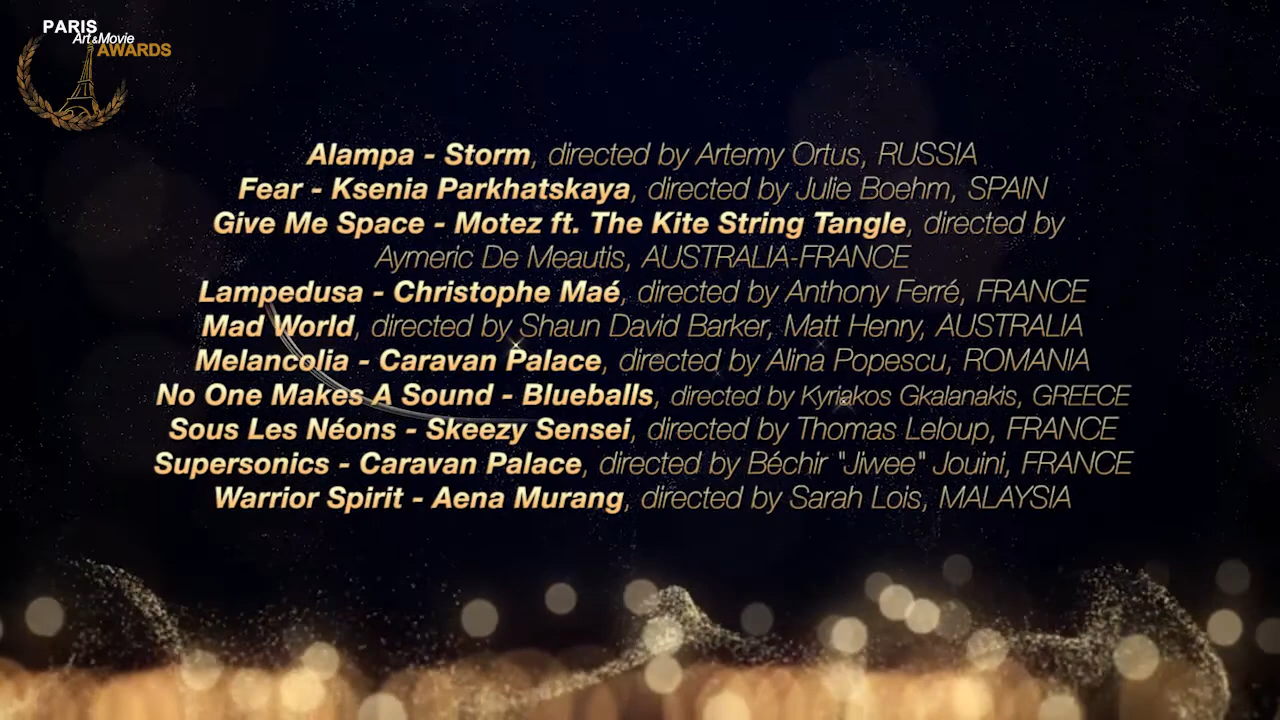 PARIS
Art & Movie
AWARDS
Alampa - Storm, directed by Artemy Ortus, RUSSIA
Fear - Ksenia Parkhatskaya, directed by Julie Boehm, SPAIN
Give Me Space - Motez ft. The Kite String Tangle, directed by
Aymeric De Meautis, AUSTRALIA-FRANCE
Lampedusa - Christophe Maé, directed by Anthony Ferré, FRANCE
Mad World, directed by Shaun David Barker, Matt Henry, AUSTRALIA
Melancolia - Caravan Palace, directed by Alina Popescu, ROMANIA
No One Makes A Sound - Blueballs, directed by Kyriakos Gkalanakis, GREECE
Sous Les Néons - Skeezy Sensei, directed by Thomas Leloup, FRANCE
Supersonics - Caravan Palace, directed by Béchir "Jiwee" Jouini, FRANCE
Warrior Spirit - Aena Murang, directed by Sarah Lois, MALAYSIA